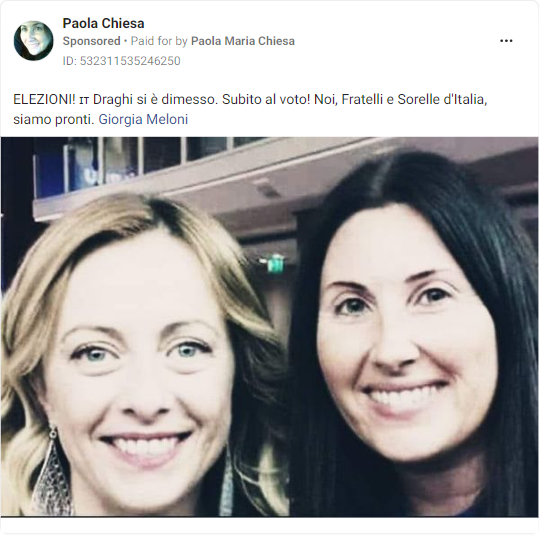 Paola Chiesa
Sponsored • Paid for by Paola Maria Chiesa
ID: 532311535246250
ELEZIONI! ɪᴛ Draghi si è dimesso. Subito al voto! Noi, Fratelli e Sorelle d'Italia,
siamo pronti. Giorgia Meloni